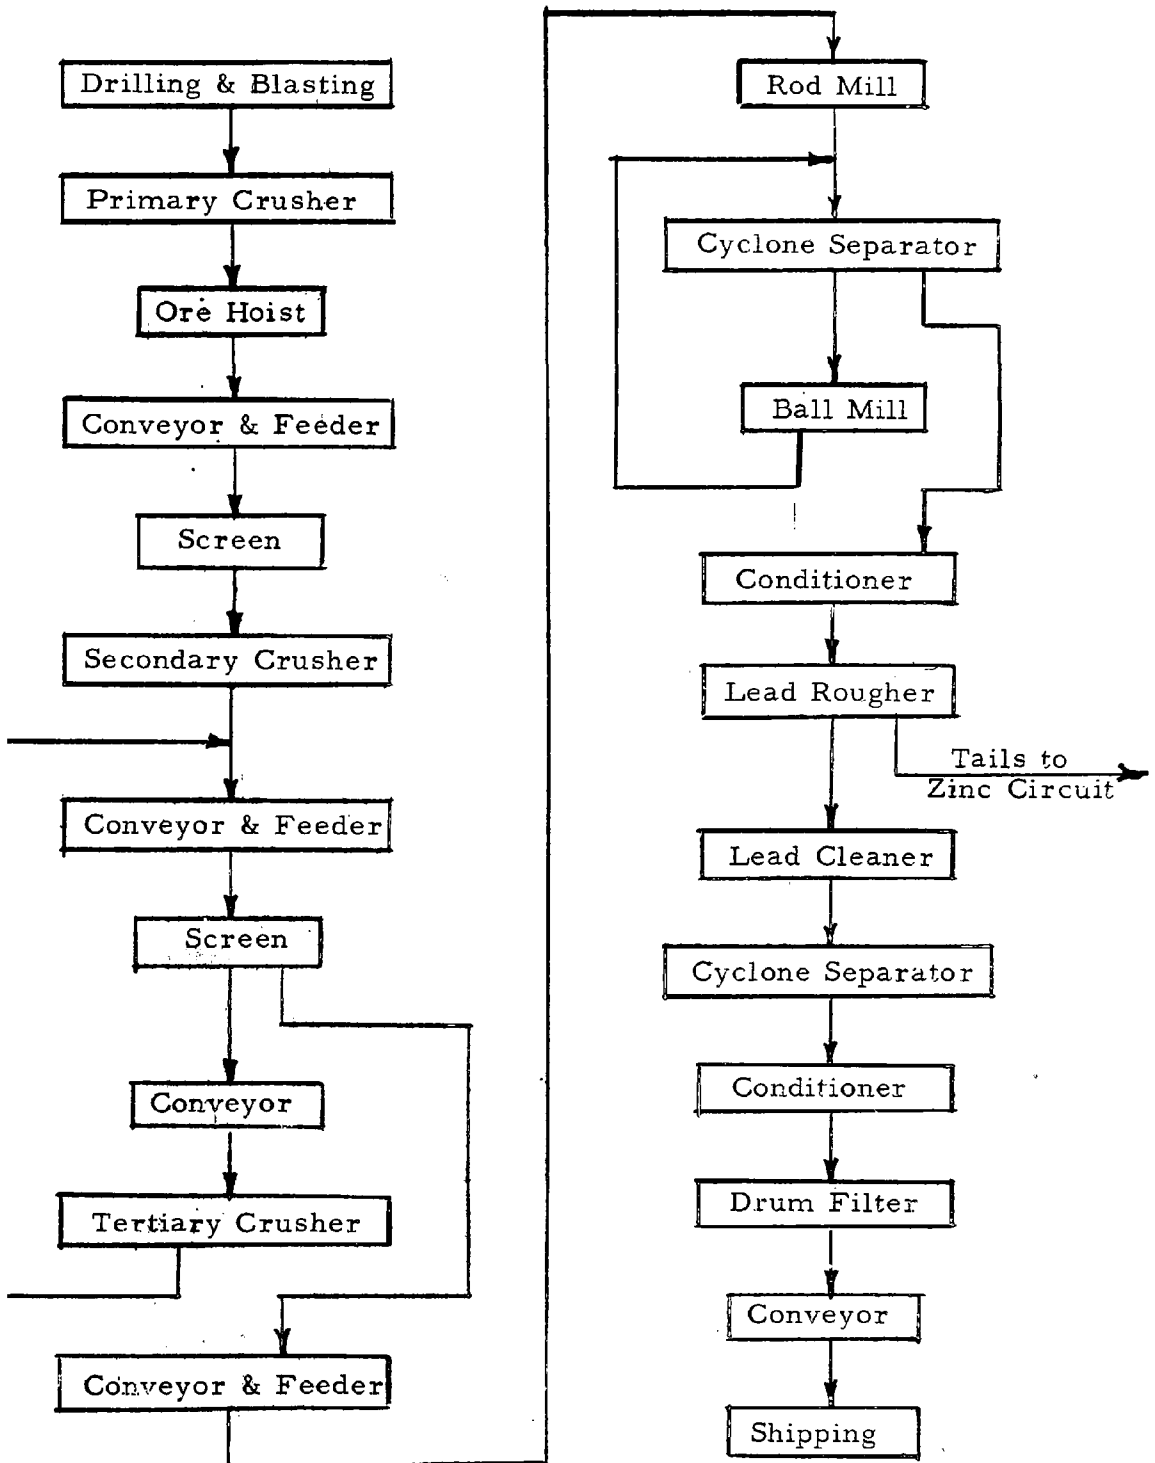 Drilling & Blasting
Primary Crusher
Ore Hoist
Conveyor & Feeder
Screen
Secondary Crusher
Conveyor & Feeder
Screen
Conveyor
Tertiary Crusher
Conveyor & Feeder
Rod Mill
Cyclone Separator
Ball Mill
Conditioner
Lead Rougher
Tails to
Zinc Circuit
Lead Cleaner
Cyclone Separator
Conditioner
Drum Filter
Conveyor
Shipping